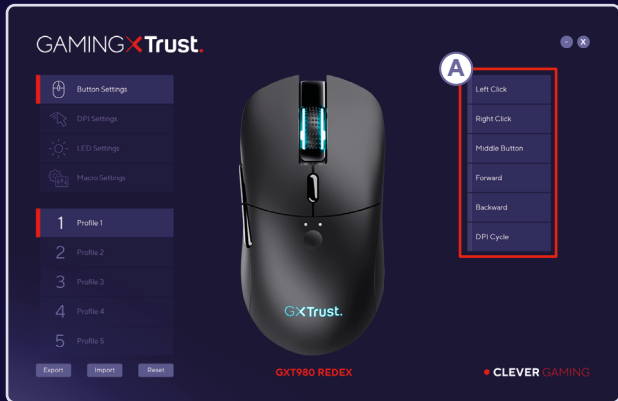 GAMINGXTrust.
- X
A
Button Settings
DPI Settings
LED Settings
Macro Settings
1 Profile 1
2 Profile 2
3 Profile 3
4 Profile 4
5 Profile 5
Export Import Reset
GXTrust.
GXT980 REDEX
Left Click
Right Click
Middle Button
Forward
Backward
DPI Cycle
CLEVER GAMING